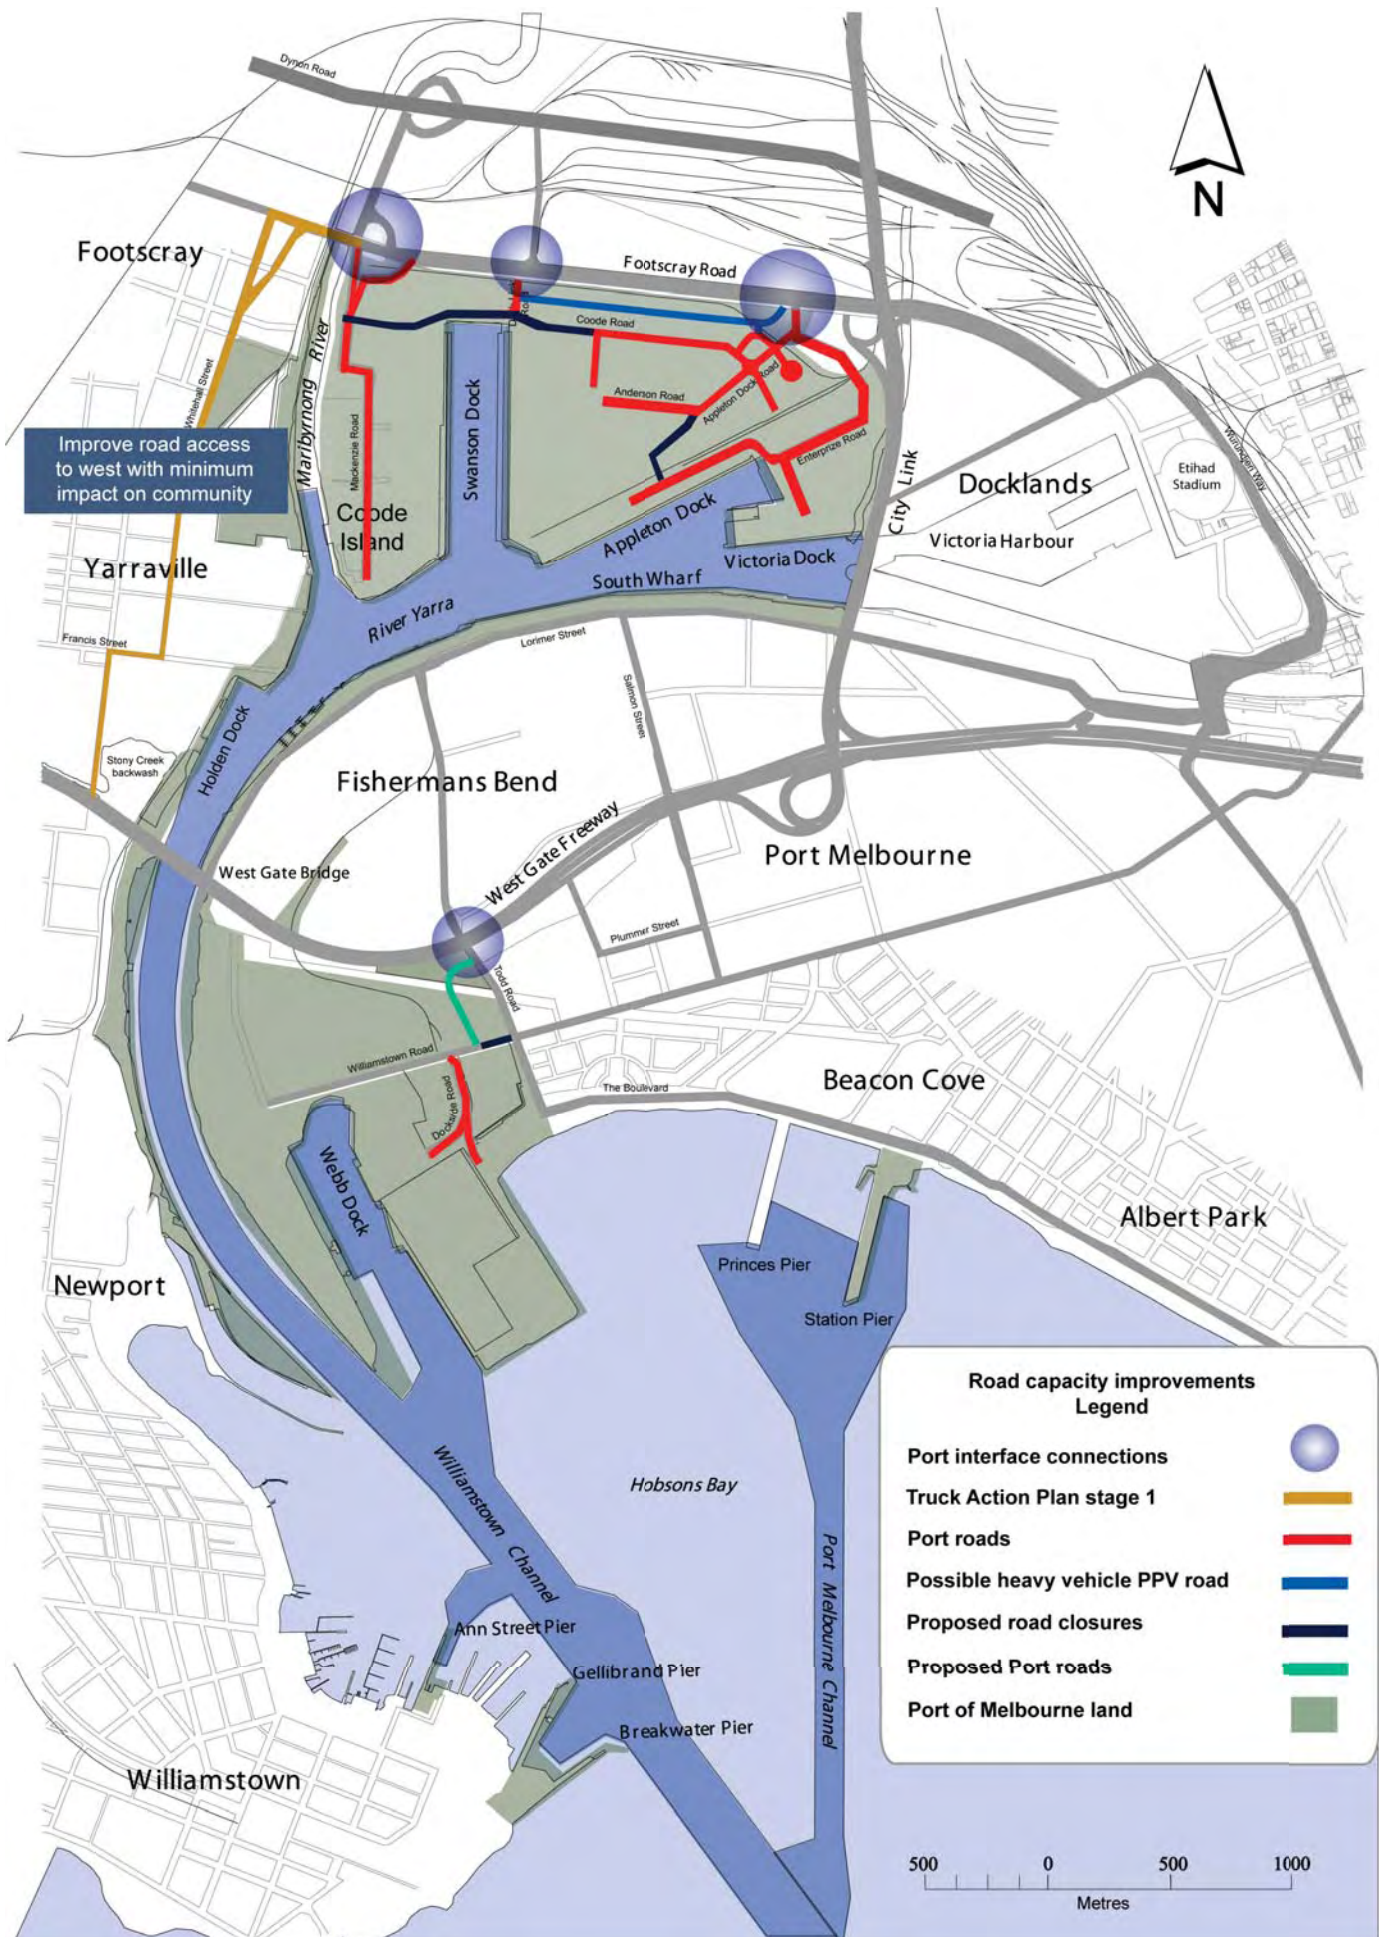 Dynon Road
N
Footscray
Footscray Road
Maribyrnong River
Whitehall Street
Coode Road
Swanson Dock
Anderson Road
Appleton Dock Road
Mackenzie Road
Enterprize Road
City Link
Wurundjeri Way
Etihad
Stadium
Improve road access
to west with minimum
impact on community
Docklands
Coode
Island
Appleton Dock
Victoria Harbour
Victoria Dock
Yarraville
South Wharf
River Yarra
Francis Street
Lorimer Street
Salmon Street
Holden Dock
Stony Creek
backwash
Fishermans Bend
West Gate Freeway
Port Melbourne
West Gate Bridge
Plummer Street
Todd Road
Williamstown Road
Beacon Cove
The Boulevard
Dockside Road
Webb Dock
Albert Park
Princes Pier
Newport
Station Pier
Road capacity improvements
Legend
Port interface connections
Truck Action Plan stage 1
Port roads
Possible heavy vehicle PPV road
Proposed road closures
Proposed Port roads
Port of Melbourne land
Hobsons Bay
Williamstown Channel
Port Melbourne Channel
Ann Street Pier
Gellibrand Pier
Breakwater Pier
Williamstown
500 0 500 1000
Metres